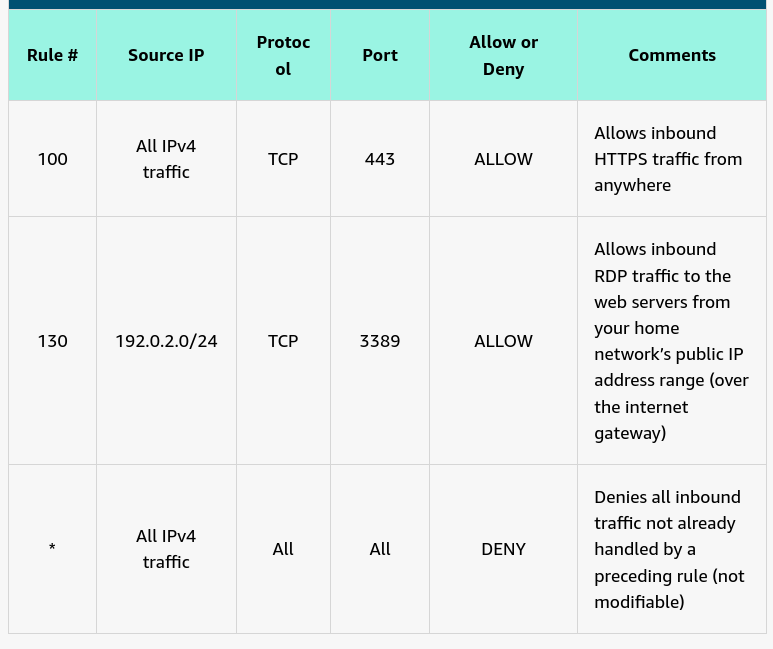 Rule #
Source IP
Protoc
ol
Port
Allow or
Deny
Comments
100
All IPv4
traffic
TCP
443
ALLOW
Allows inbound
HTTPS traffic from
anywhere
130
192.0.2.0/24
TCP
3389
ALLOW
Allows inbound
RDP traffic to the
web servers from
your home
network’s public IP
address range (over
the internet
gateway)
*
All IPv4
traffic
All
All
DENY
Denies all inbound
traffic not already
handled by a
preceding rule (not
modifiable)